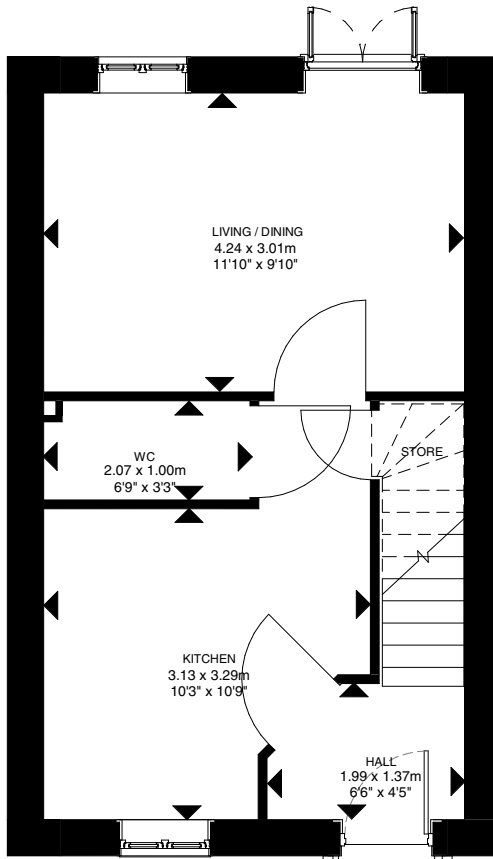 LIVING / DINING
4.24 x 3.01m
11'10" x 9'10"
WC
2.07 x 1.00m
6'9" x 3'3"
STORE
N
KITCHEN
3.13 x 3.29m
10'3" x 10'9"
HALL
1.99 x 1.37m
6'6" x 4'5"